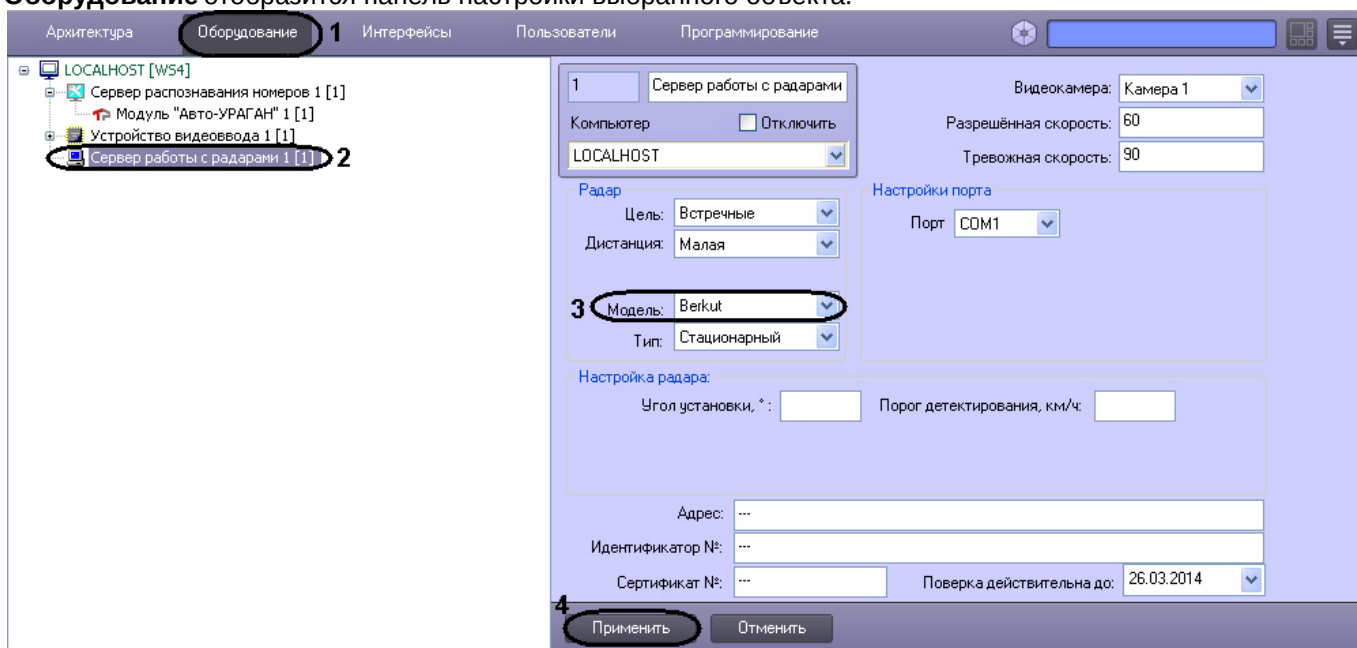 Оборудование отобразится панель настройки выбранного объекта.
Архитектура Оборудование 1 Интерфейсы Пользователи Программирование
LOCALHOST [WS4]
Сервер распознавания номеров 1 [1]
Модуль "Авто-УРАГАН" 1 [1]
Устройство видеоввода 1 [1]
Сервер работы с радарами 1 [1] 2
1 Сервер работы с радарами
Компьютер Отключить
LOCALHOST
Видеокамера: Камера 1
Разрешённая скорость: 60
Тревожная скорость: 90
Радар
Цель: Встречные
Дистанция: Малая
3 Модель: Berkut
Тип: Стационарный
Настройки порта
Порт COM1
Настройка радара:
Угол установки, ° : Порог детектирования, км/ч:
Адрес: ---
Идентификатор №: ---
Сертификат №: --- Поверка действительна до: 26.03.2014
4
Применить Отменить